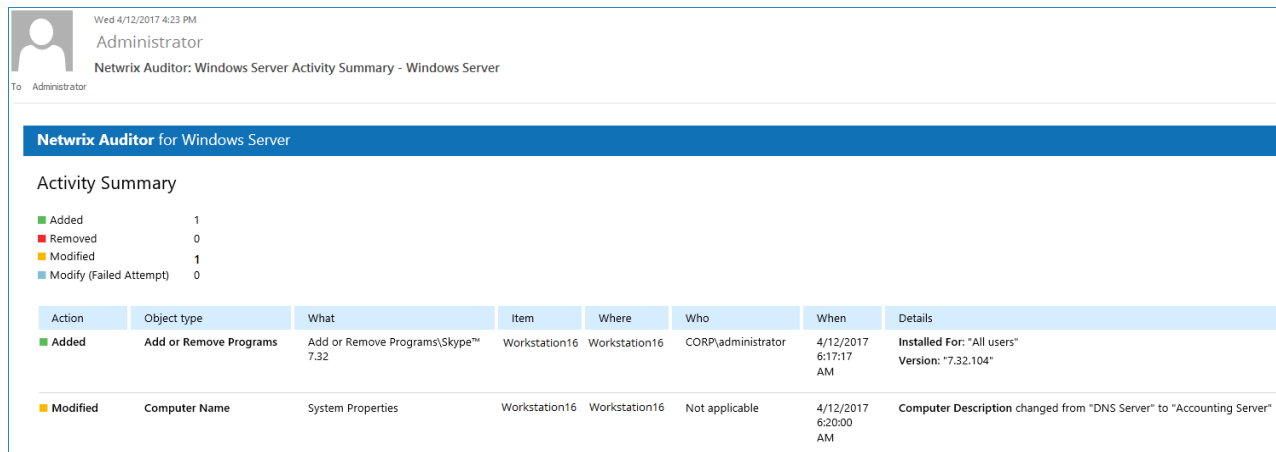 Wed 4/12/2017 4:23 PM
Administrator
Netwrix Auditor: Windows Server Activity Summary - Windows Server
To Administrator
Netwrix Auditor for Windows Server
Activity Summary
Added 1
Removed 0
Modified 1
Modify (Failed Attempt) 0
Action Object type What Item Where Who When Details
Added Add or Remove Programs Add or Remove Programs\Skype™ Workstation16 Workstation16 CORP\administrator 4/12/2017 Installed For: "All users"
7.32 6:17:17 Version: "7.32.104"
AM
Modified Computer Name System Properties Workstation16 Workstation16 Not applicable 4/12/2017 Computer Description changed from "DNS Server" to "Accounting Server"
6:20:00
AM